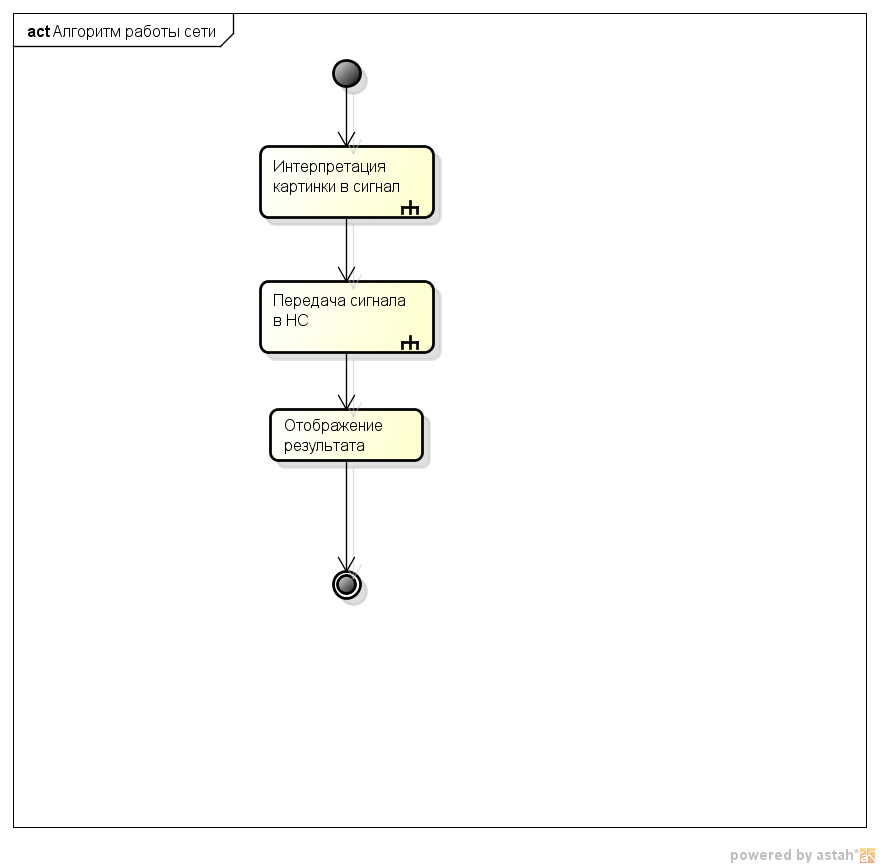 act Алгоритм работы сети
Интерпретация
картинки в сигнал
Передача сигнала
в НС
Отображение
результата
powered by astah*